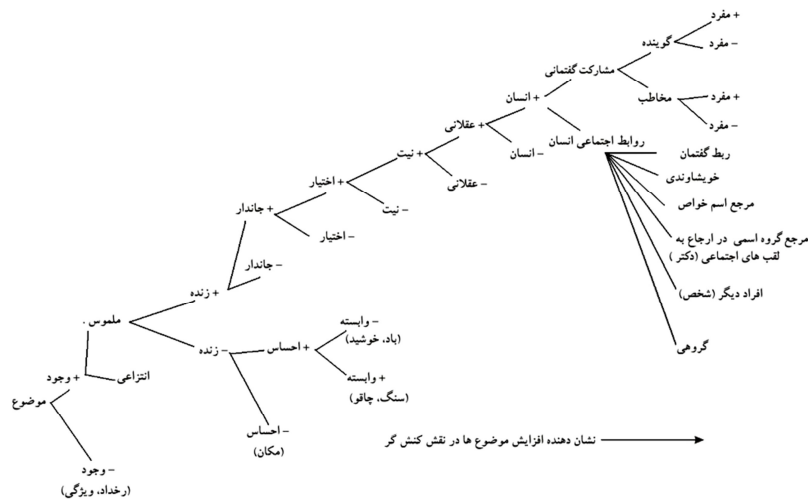 مفرد +
گوینده
مفرد −
مشارکت گفتمانی
مفرد +
مخاطب
مفرد −
انسان +
روابط اجتماعی انسان
ربط گفتمان
خویشاوندی
مرجع اسم خواص
مرجع گروه اسمی در ارجاع به
لقب های اجتماعی (دکتر)
افراد دیگر (شخص)
گروهی
عقلانی +
انسان −
نیت +
عقلانی −
اختیار +
نیت −
جاندار +
اختیار −
زنده +
جاندار −
ملموس .
زنده −
احساس +
وابسته −
(باد، خوشید)
وابسته +
(سنگ، چاقو)
احساس −
(مکان)
وجود +
انتزاعی
موضوع
وجود −
(رخداد، ویژگی)
نشان دهنده افزایش موضوع ها در نقش کنش گر